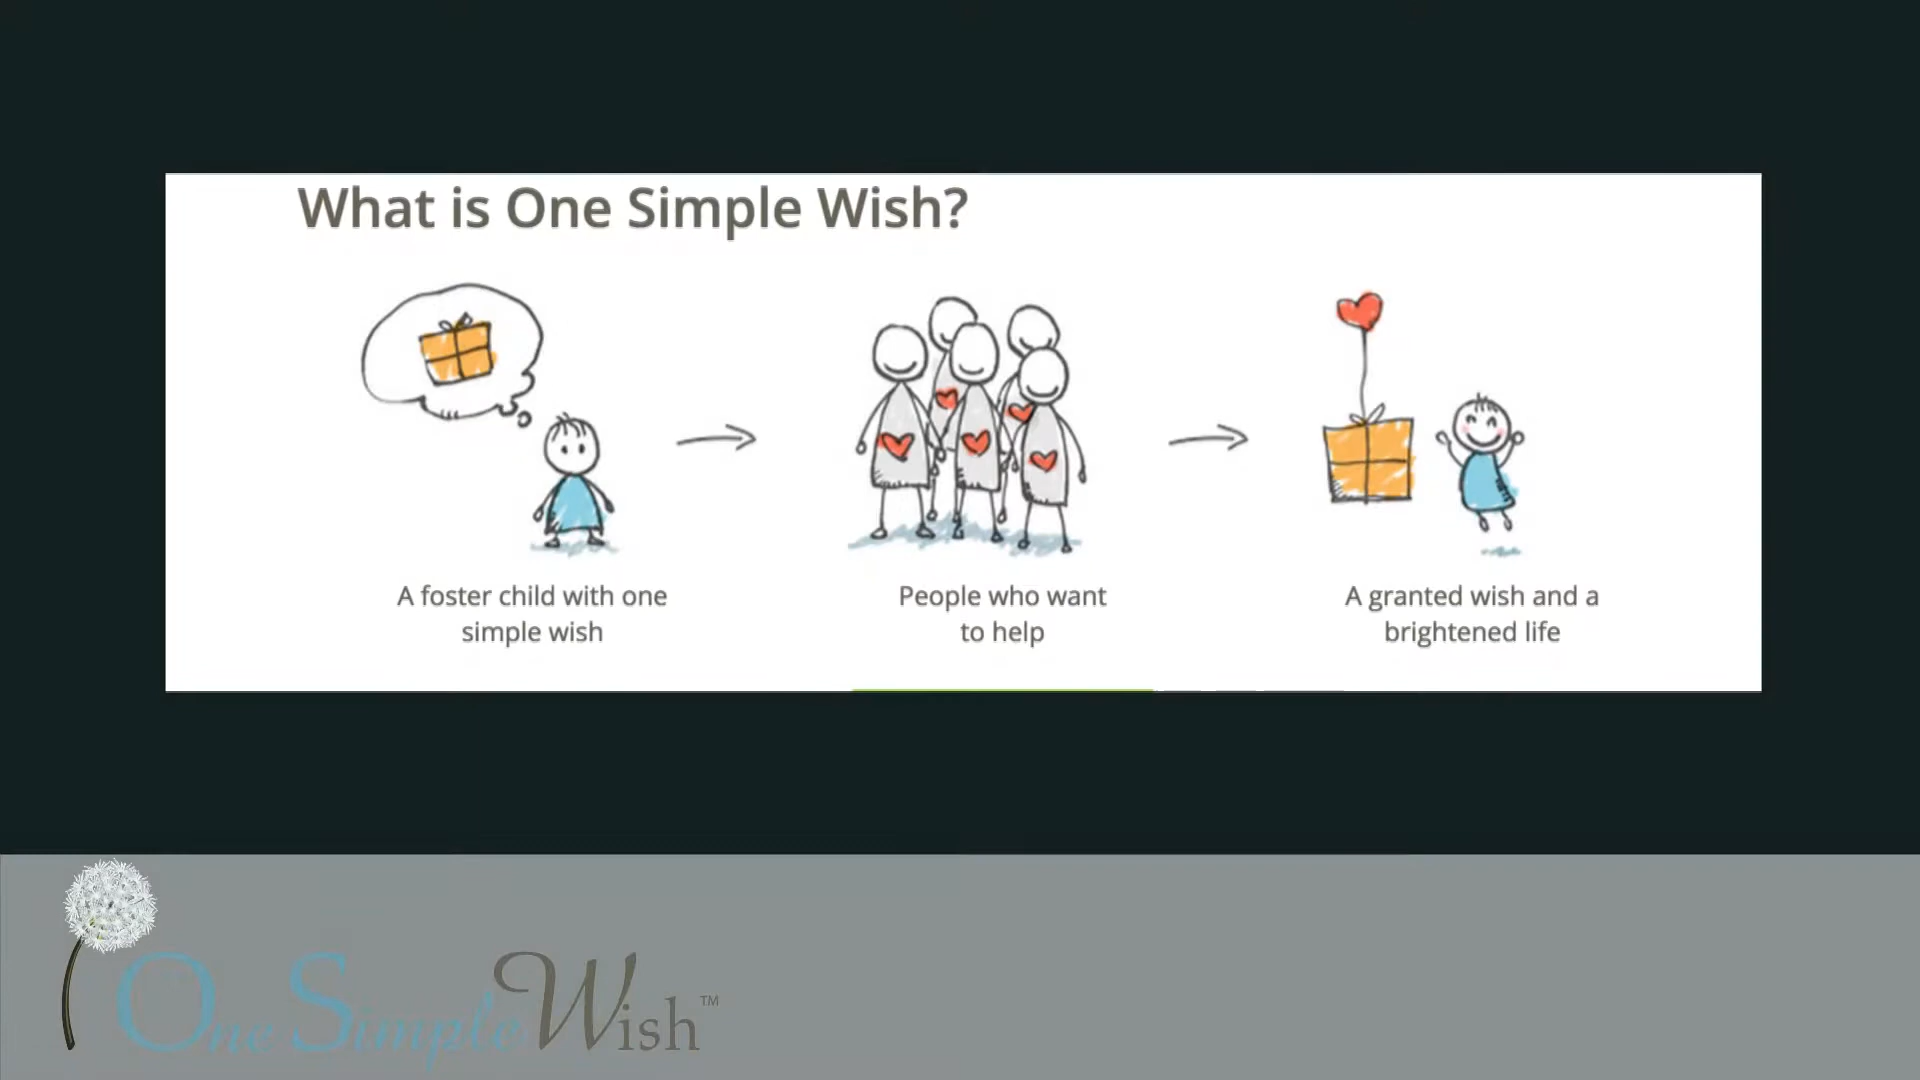 What is One Simple Wish?
A foster child with one
simple wish
People who want
to help
A granted wish and a
brightened life
One Simple Wish™